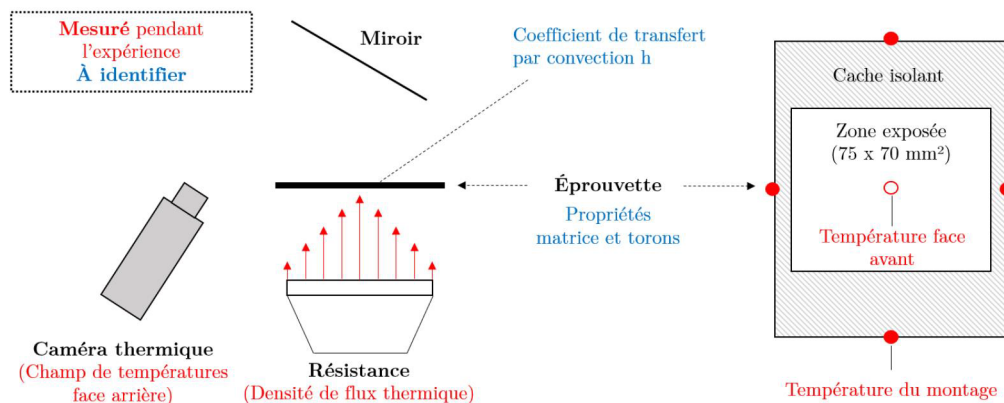 Mesuré pendant
l'expérience
À identifier
Miroir
Coefficient de transfert
par convection h
Cache isolant
Zone exposée
(75 x 70 mm²)
Éprouvette
Propriétés
matrice et torons
Température face
avant
Caméra thermique
(Champ de températures
face arrière)
Résistance
(Densité de flux thermique)
Température du montage